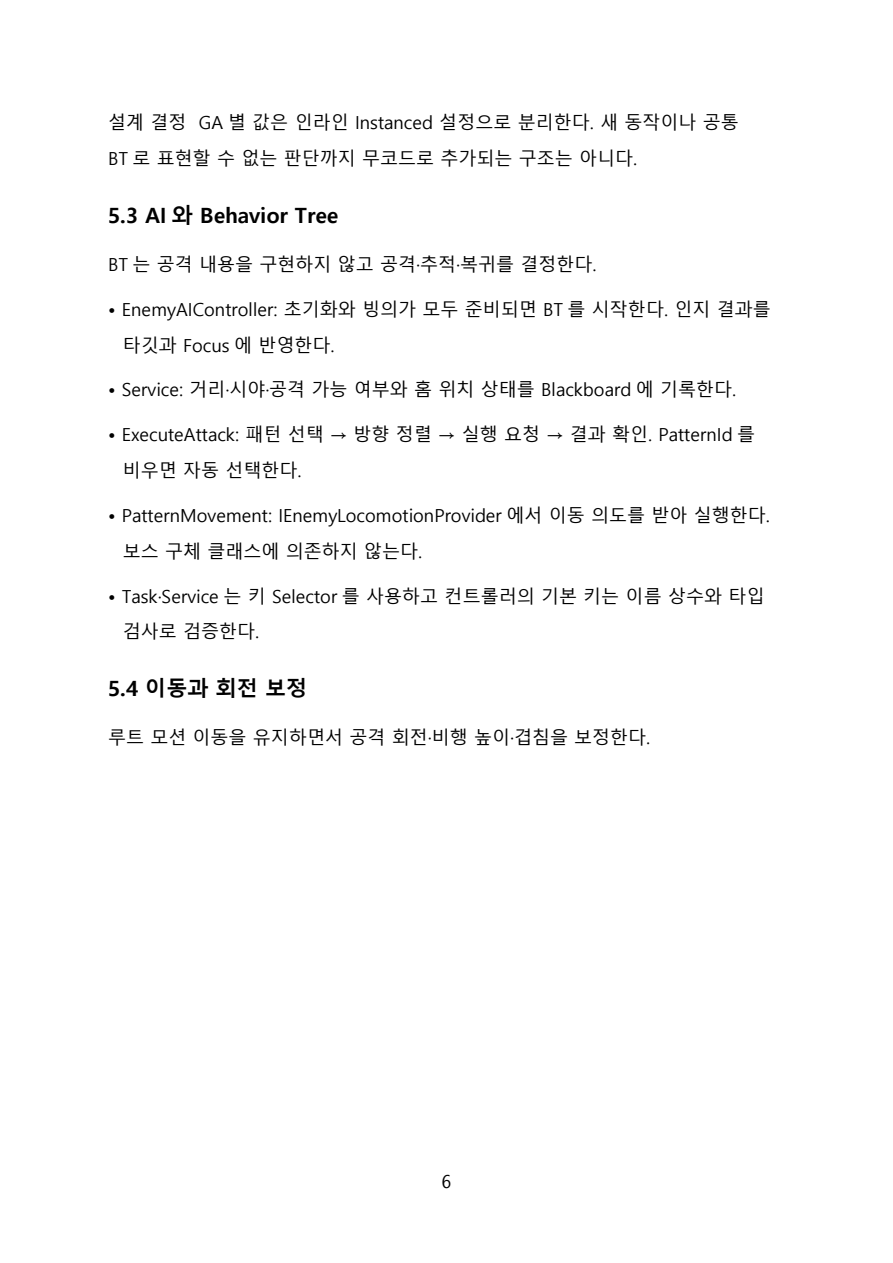 설계 결정  GA 별 값은 인라인 Instanced 설정으로 분리한다. 새 동작이나 공통
BT 로 표현할 수 없는 판단까지 무코드로 추가되는 구조는 아니다.
5.3 AI 와 Behavior Tree
BT 는 공격 내용을 구현하지 않고 공격·추적·복귀를 결정한다.
• EnemyAIController: 초기화와 빙의가 모두 준비되면 BT 를 시작한다. 인지 결과를
타깃과 Focus 에 반영한다.
• Service: 거리·시야·공격 가능 여부와 홈 위치 상태를 Blackboard 에 기록한다.
• ExecuteAttack: 패턴 선택 → 방향 정렬 → 실행 요청 → 결과 확인. PatternId 를
비우면 자동 선택한다.
• PatternMovement: IEnemyLocomotionProvider 에서 이동 의도를 받아 실행한다.
보스 구체 클래스에 의존하지 않는다.
• Task·Service 는 키 Selector 를 사용하고 컨트롤러의 기본 키는 이름 상수와 타입
검사로 검증한다.
5.4 이동과 회전 보정
루트 모션 이동을 유지하면서 공격 회전·비행 높이·겹침을 보정한다.
6